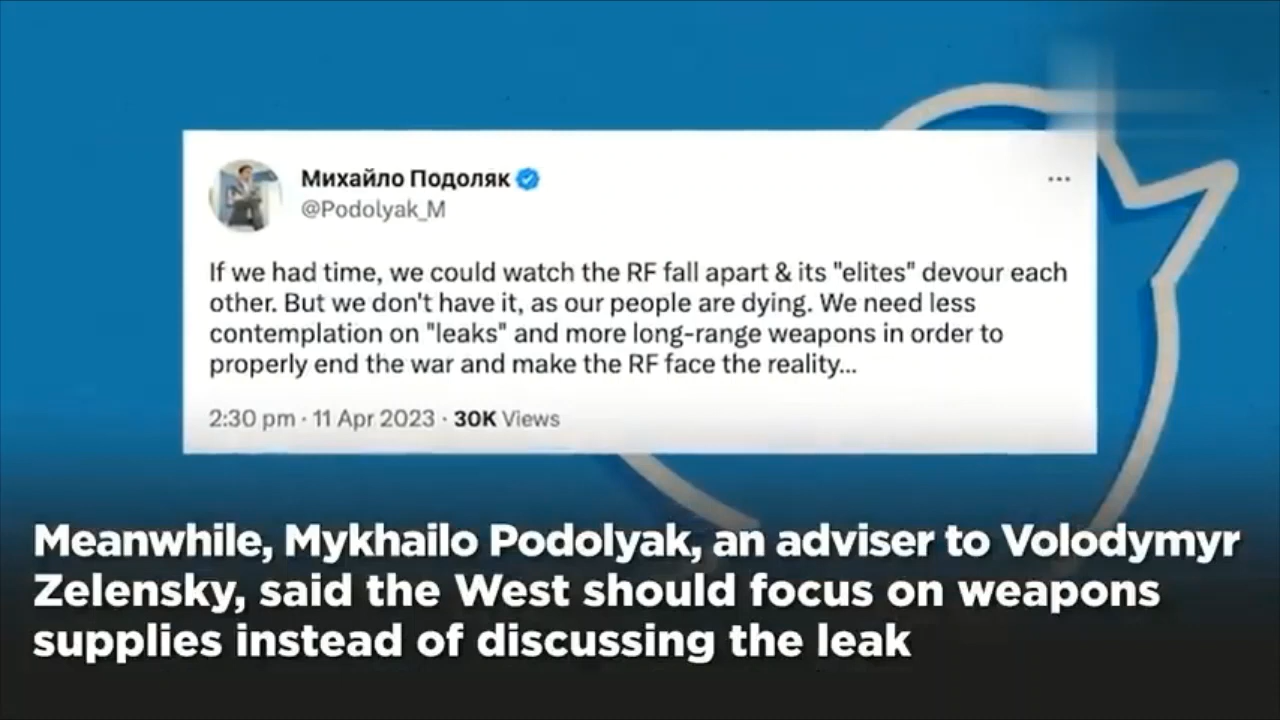 Михайло Подоляк
@Podolyak_M
If we had time, we could watch the RF fall apart & its "elites" devour each
other. But we don't have it, as our people are dying. We need less
contemplation on "leaks" and more long-range weapons in order to
properly end the war and make the RF face the reality...
2:30 pm · 11 Apr 2023 · 30K Views
Meanwhile, Mykhailo Podolyak, an adviser to Volodymyr
Zelensky, said the West should focus on weapons
supplies instead of discussing the leak